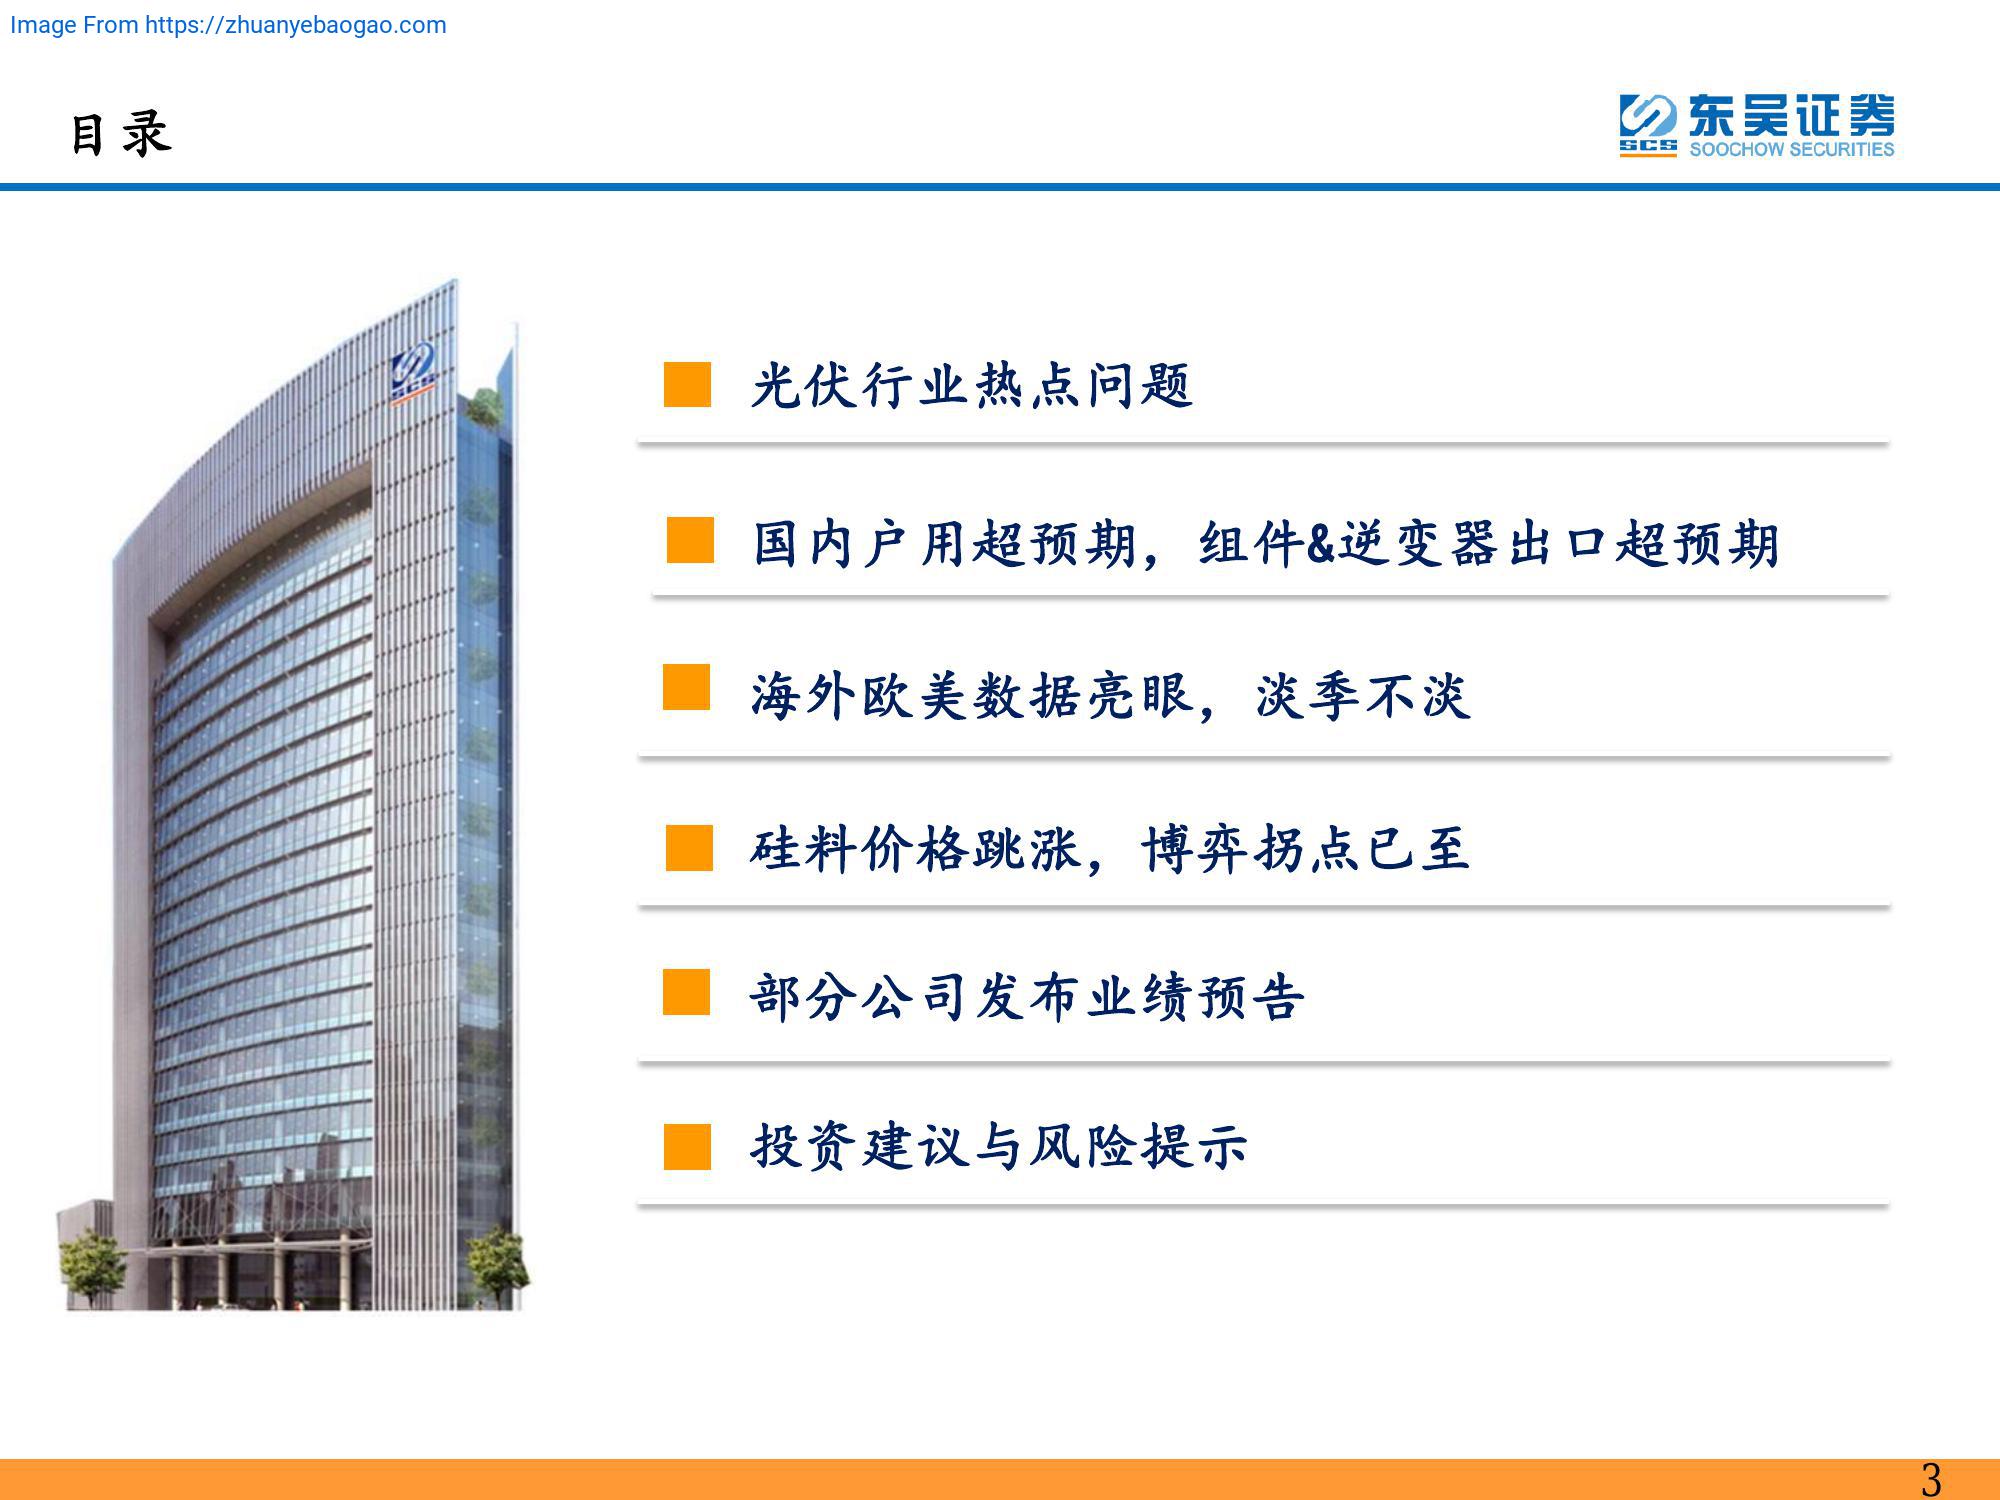 Image From https://zhuanyebaogao.com
目录
东吴证券
SCS
SOOCHOW SECURITIES
SCS
光伏行业热点问题
国内户用超预期，组件&逆变器出口超预期
海外欧美数据亮眼，淡季不淡
硅料价格跳涨，博弈拐点已至
部分公司发布业绩预告
投资建议与风险提示
3